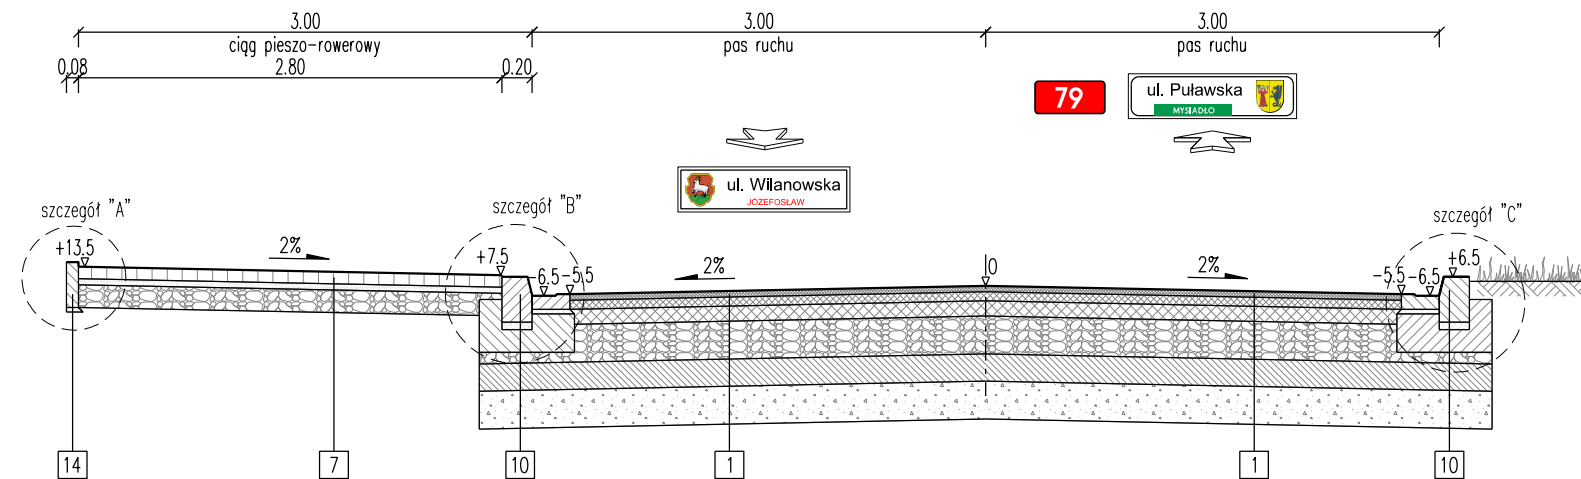 3.00 3.00 3.00
ciąg pieszo-rowerowy pas ruchu pas ruchu
0.08 2.80 0.20
79
ul. Puławska
MYSIADŁO
ul. Wilanowska
JÓZEFOSŁAW
szczegół "A"
szczegół "B"
szczegół "C"
+13.5 2% +7.5 -6.5 -5.5 2% 0 2% -5.5 -6.5 +6.5
14 7 10 1 1 10